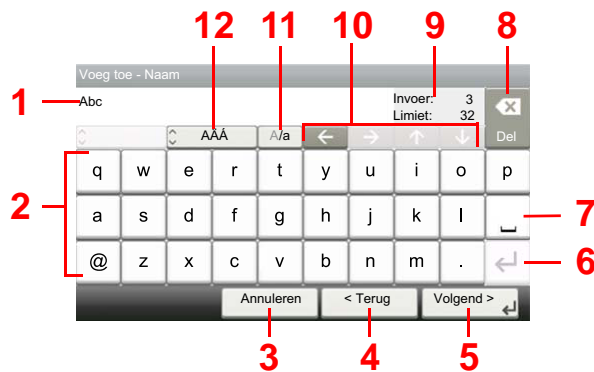 12 11 10 9 8
Voeg toe - Naam
1 Abc Invoer: 3
Limiet: 32
AÄÁ A/a ← → ↑ ↓ Del
2 q w e r t y u i o p
a s d f g h j k l ⎵ 7
@ z x c v b n m . ↵ 6
Annuleren < Terug Volgend > ↵
3 4 5